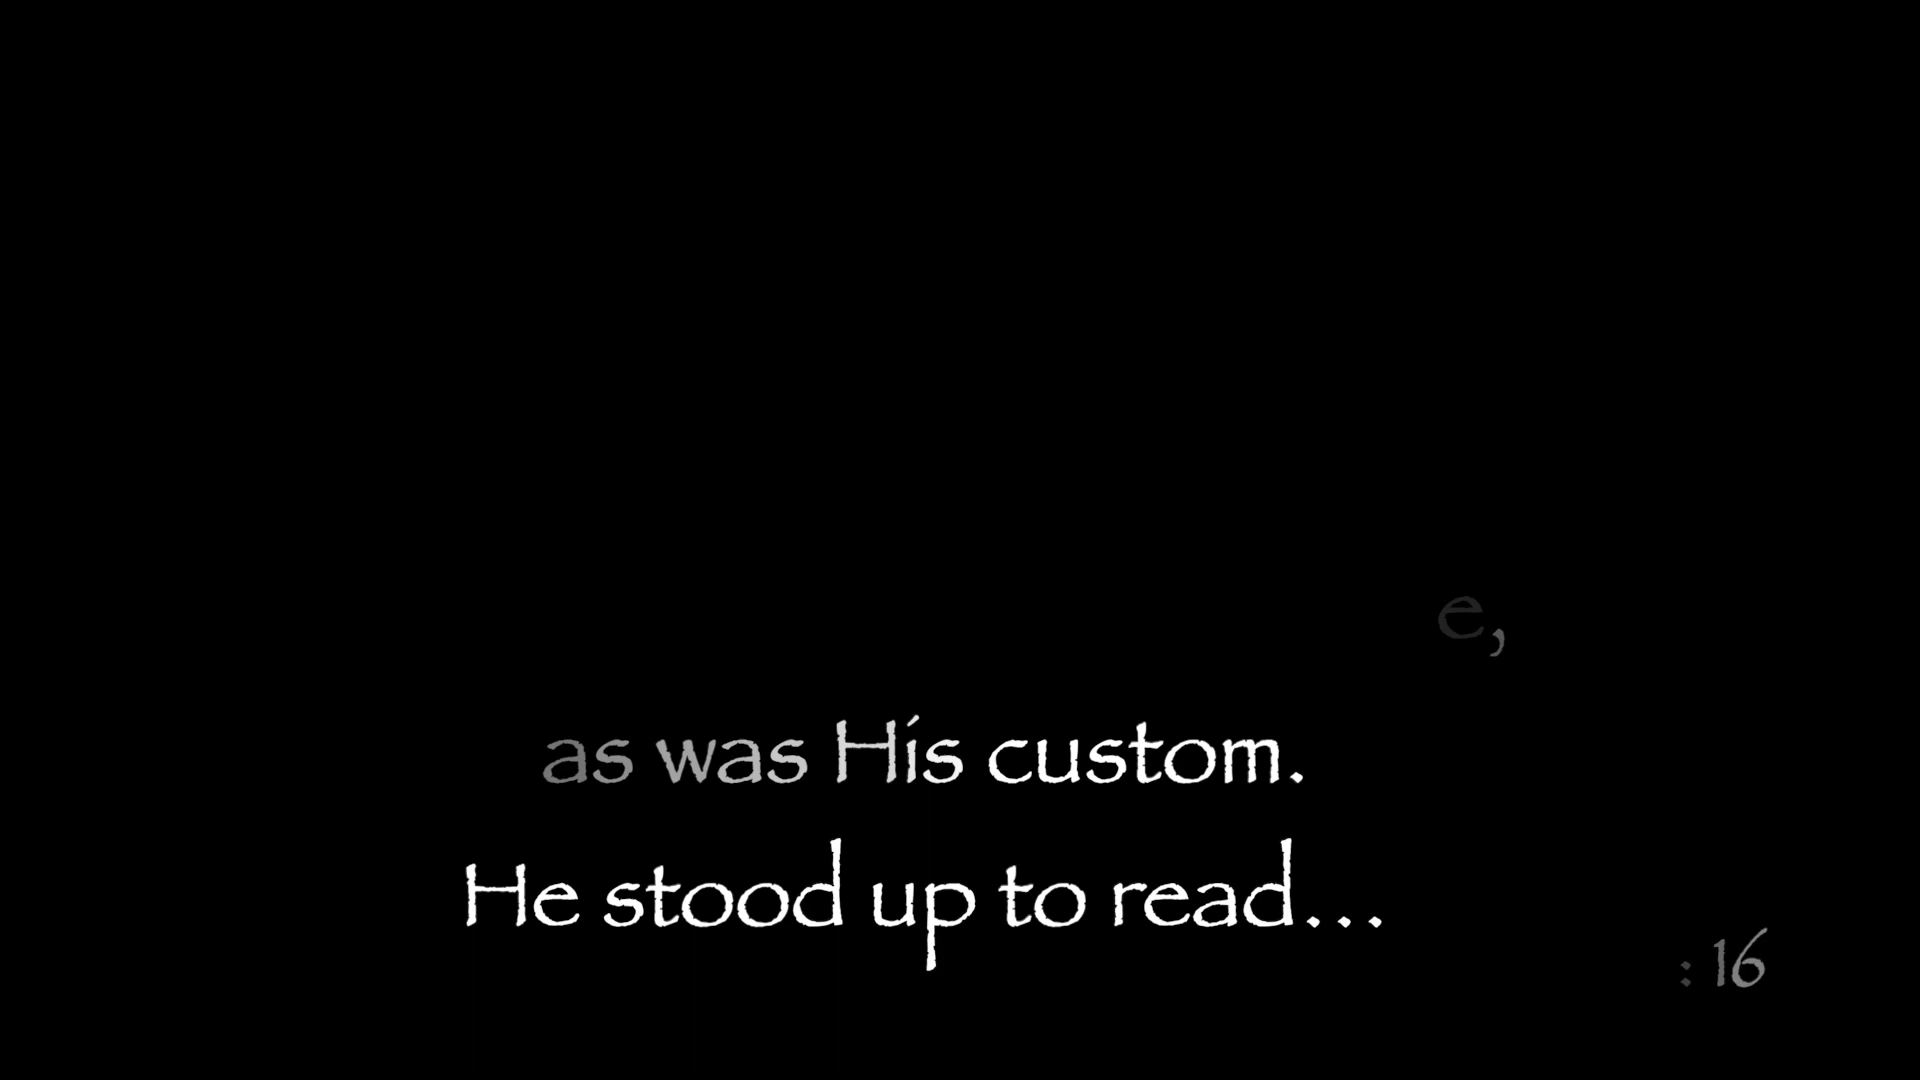 e,
as was His custom.
He stood up to read...
: 16